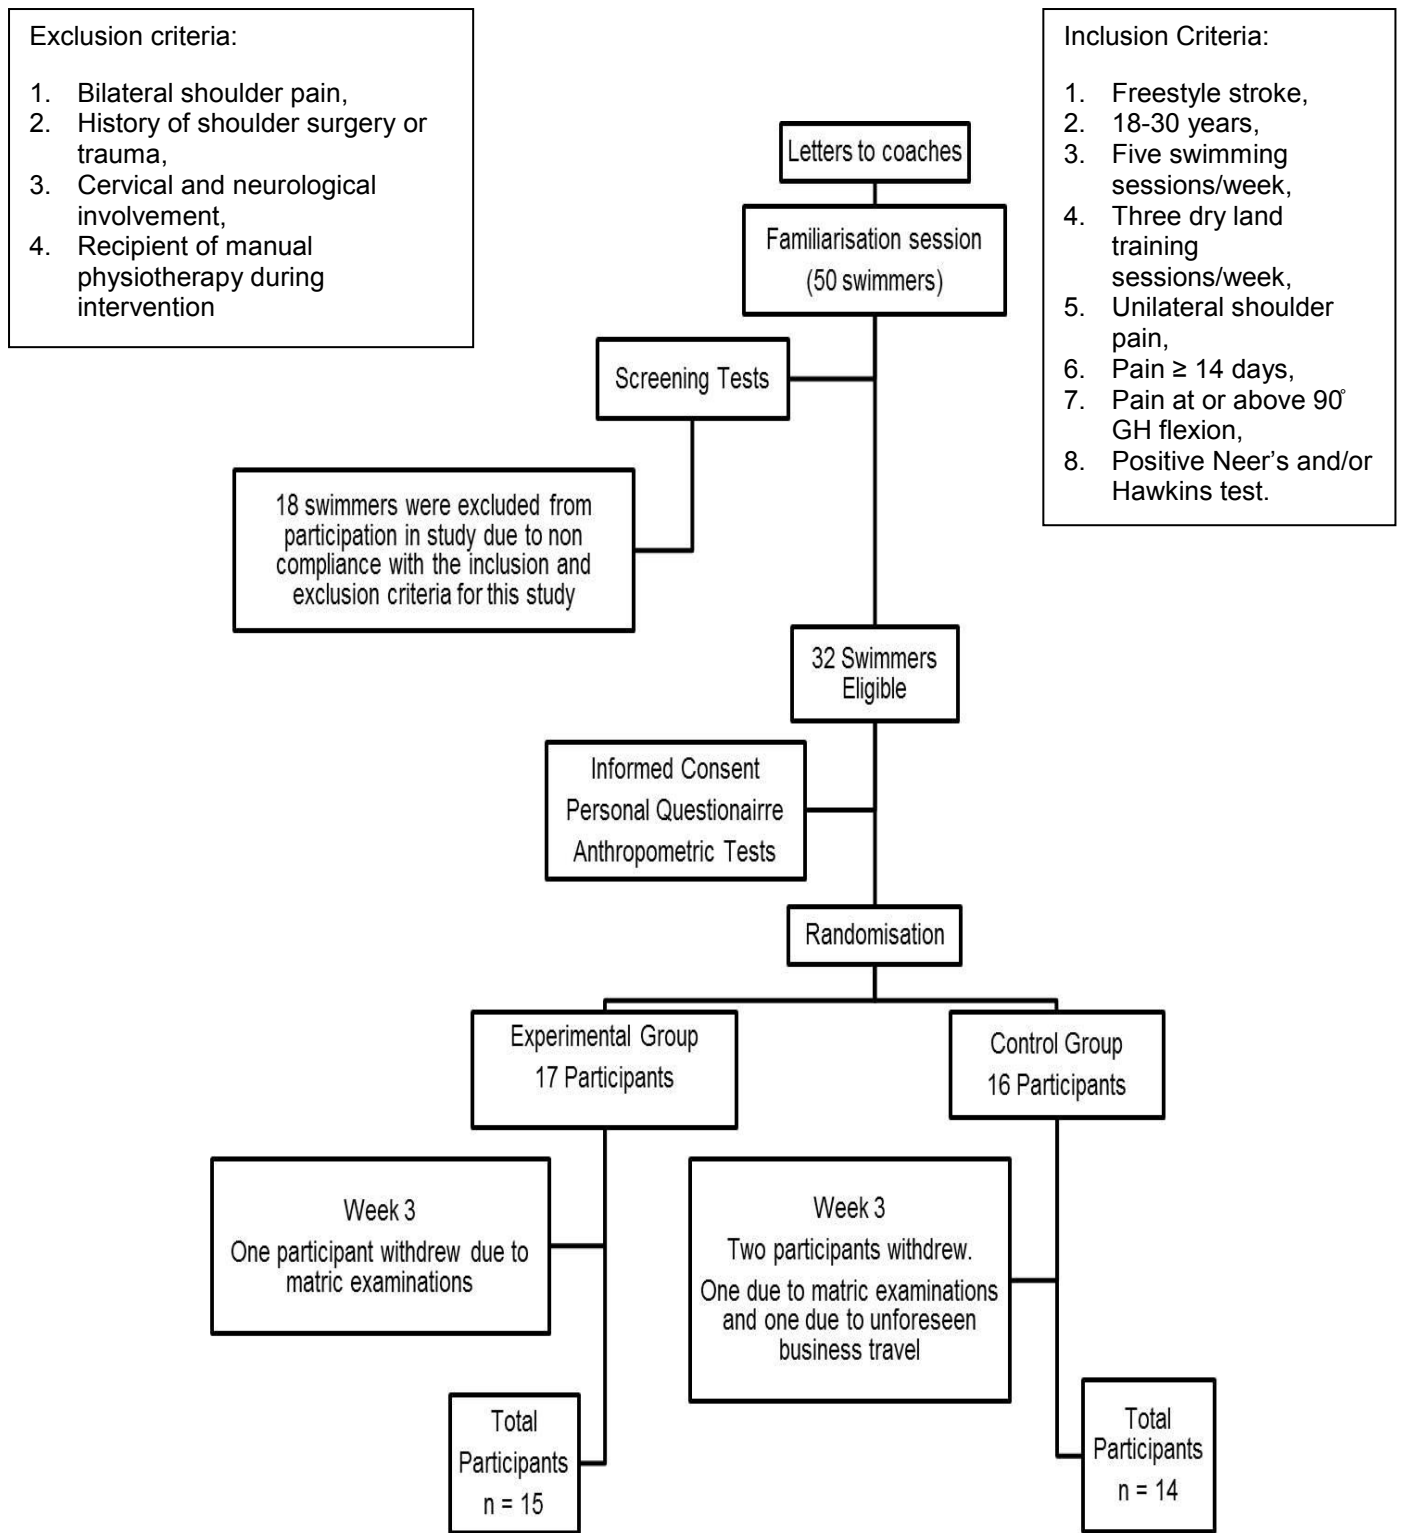 Exclusion criteria:
1. Bilateral shoulder pain,
2. History of shoulder surgery or
trauma,
3. Cervical and neurological
involvement,
4. Recipient of manual
physiotherapy during
intervention
Inclusion Criteria:
1. Freestyle stroke,
2. 18-30 years,
3. Five swimming
sessions/week,
4. Three dry land
training
sessions/week,
5. Unilateral shoulder
pain,
6. Pain ≥ 14 days,
7. Pain at or above 90°
GH flexion,
8. Positive Neer’s and/or
Hawkins test.
Letters to coaches
Familiarisation session
(50 swimmers)
Screening Tests
18 swimmers were excluded from
participation in study due to non
compliance with the inclusion and
exclusion criteria for this study
32 Swimmers
Eligible
Informed Consent
Personal Questionairre
Anthropometric Tests
Randomisation
Experimental Group
17 Participants
Control Group
16 Participants
Week 3
One participant withdrew due to
matric examinations
Week 3
Two participants withdrew.
One due to matric examinations
and one due to unforeseen
business travel
Total
Participants
n = 15
Total
Participants
n = 14